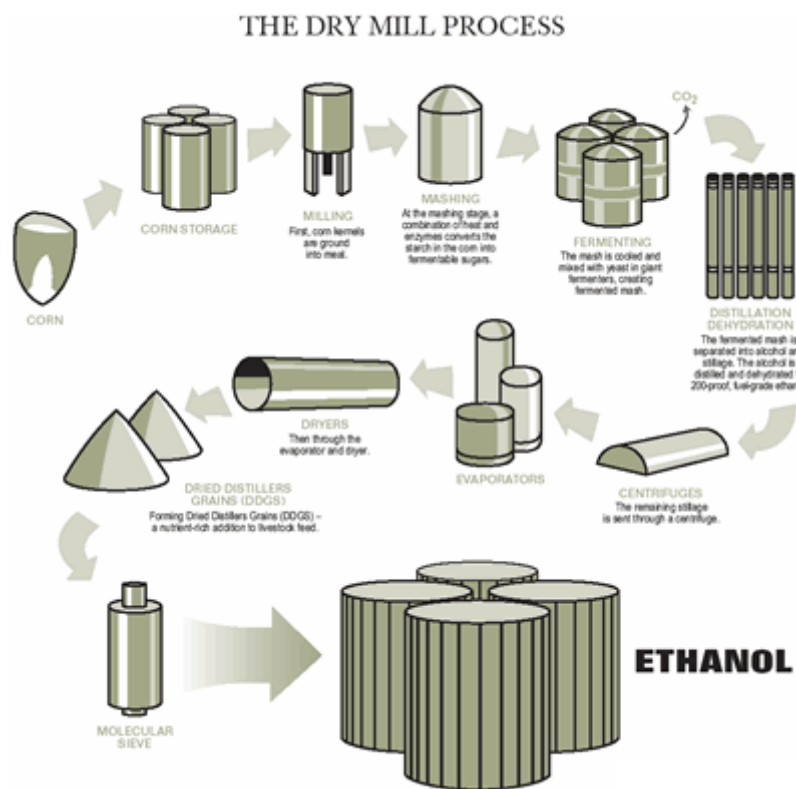 THE DRY MILL PROCESS
CORN
CORN STORAGE
MILLING
First, corn kernels
are ground
into meal.
MASHING
At the mashing stage, a
combination of heat and
enzymes converts the
starch in the corn into
fermentable sugars.
CO2
FERMENTING
The mash is cooled and
mixed with yeast in giant
fermenters, creating
fermented mash.
DISTILLATION
DEHYDRATION
The fermented mash is
separated into alcohol
stillage. The alcohol is
distilled and dehydrated
200-proof, fuel-grade
CENTRIFUGES
The remaining stillage
is sent through a centrifuge.
EVAPORATORS
DRYERS
Then through the
evaporator and dryer.
DRIED DISTILLERS
GRAINS (DDGS)
Forming Dried Distillers Grains (DDGS) –
a nutrient-rich addition to livestock feed.
MOLECULAR
SIEVE
ETHANOL